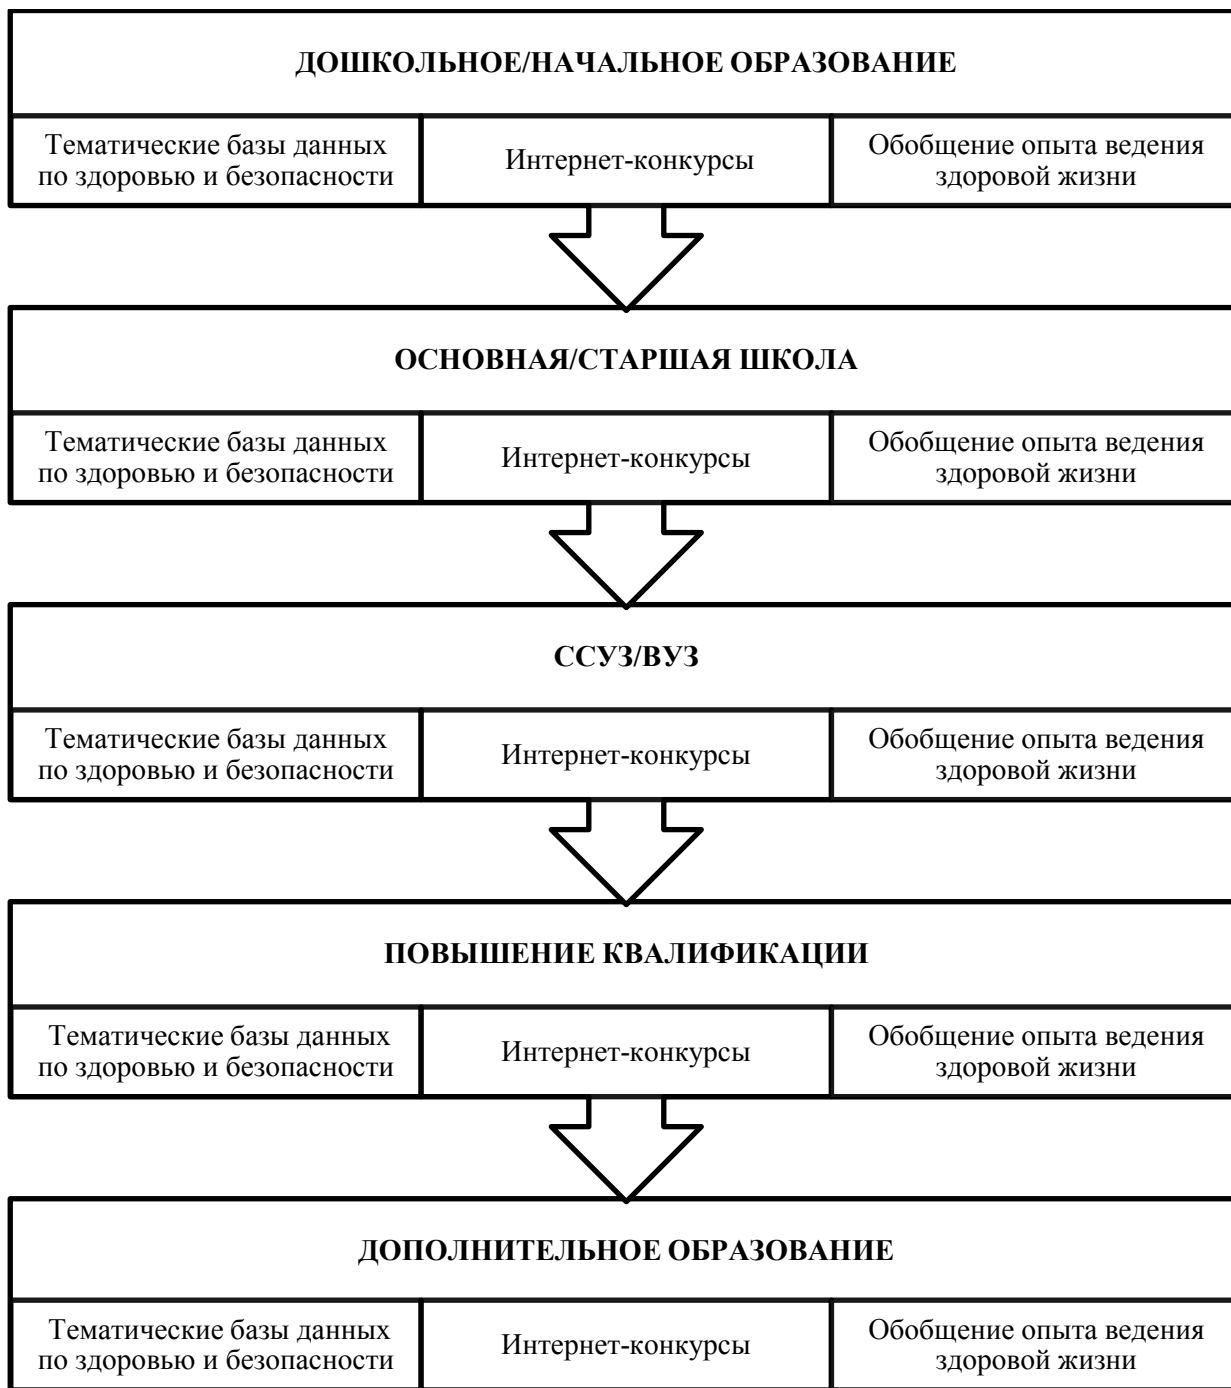 ДОШКОЛЬНОЕ/НАЧАЛЬНОЕ ОБРАЗОВАНИЕ
Тематические базы данных
по здоровью и безопасности
Интернет-конкурсы
Обобщение опыта ведения
здоровой жизни
ОСНОВНАЯ/СТАРШАЯ ШКОЛА
Тематические базы данных
по здоровью и безопасности
Интернет-конкурсы
Обобщение опыта ведения
здоровой жизни
ССУЗ/ВУЗ
Тематические базы данных
по здоровью и безопасности
Интернет-конкурсы
Обобщение опыта ведения
здоровой жизни
ПОВЫШЕНИЕ КВАЛИФИКАЦИИ
Тематические базы данных
по здоровью и безопасности
Интернет-конкурсы
Обобщение опыта ведения
здоровой жизни
ДОПОЛНИТЕЛЬНОЕ ОБРАЗОВАНИЕ
Тематические базы данных
по здоровью и безопасности
Интернет-конкурсы
Обобщение опыта ведения
здоровой жизни